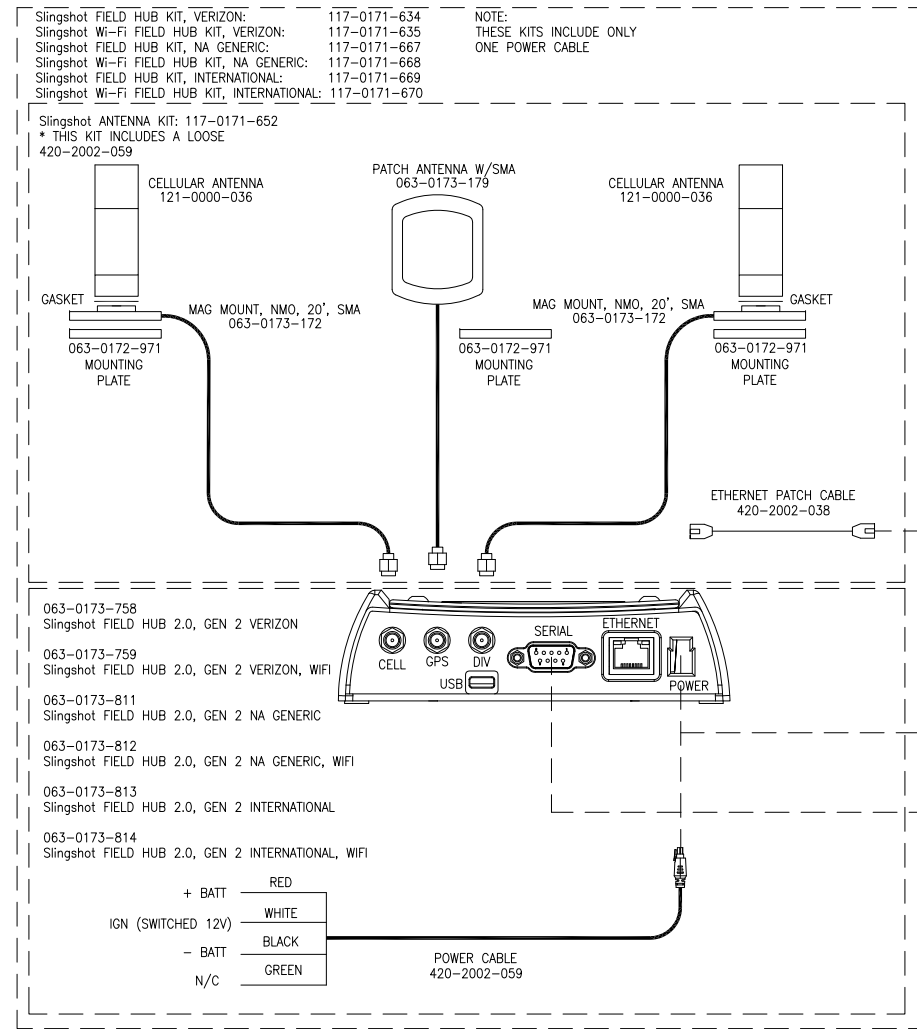 Slingshot FIELD HUB KIT, VERIZON: 117-0171-634
Slingshot Wi-Fi FIELD HUB KIT, VERIZON: 117-0171-635
Slingshot FIELD HUB KIT, NA GENERIC: 117-0171-667
Slingshot Wi-Fi FIELD HUB KIT, NA GENERIC: 117-0171-668
Slingshot FIELD HUB KIT, INTERNATIONAL: 117-0171-669
Slingshot Wi-Fi FIELD HUB KIT, INTERNATIONAL: 117-0171-670
NOTE:
THESE KITS INCLUDE ONLY
ONE POWER CABLE
Slingshot ANTENNA KIT: 117-0171-652
* THIS KIT INCLUDES A LOOSE
420-2002-059
CELLULAR ANTENNA
121-0000-036
PATCH ANTENNA W/SMA
063-0173-179
CELLULAR ANTENNA
121-0000-036
GASKET
MAG MOUNT, NMO, 20', SMA
063-0173-172
MAG MOUNT, NMO, 20', SMA
063-0173-172
GASKET
063-0172-971
MOUNTING
PLATE
063-0172-971
MOUNTING
PLATE
063-0172-971
MOUNTING
PLATE
ETHERNET PATCH CABLE
420-2002-038
063-0173-758
Slingshot FIELD HUB 2.0, GEN 2 VERIZON
063-0173-759
Slingshot FIELD HUB 2.0, GEN 2 VERIZON, WIFI
063-0173-811
Slingshot FIELD HUB 2.0, GEN 2 NA GENERIC
063-0173-812
Slingshot FIELD HUB 2.0, GEN 2 NA GENERIC, WIFI
063-0173-813
Slingshot FIELD HUB 2.0, GEN 2 INTERNATIONAL
063-0173-814
Slingshot FIELD HUB 2.0, GEN 2 INTERNATIONAL, WIFI
CELL
GPS
DIV
USB
SERIAL
ETHERNET
POWER
+ BATT RED
IGN (SWITCHED 12V) WHITE
- BATT BLACK
N/C GREEN
POWER CABLE
420-2002-059